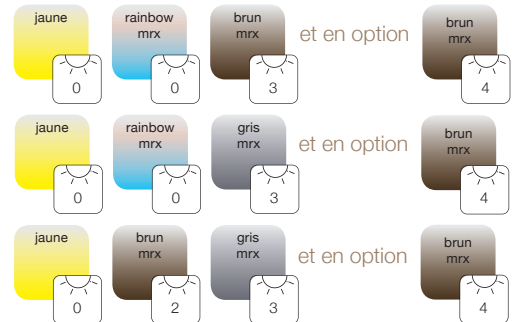 jaune rainbow mrx brun mrx et en option brun mrx
0 0 3 4
jaune rainbow mrx gris mrx et en option brun mrx
0 0 3 4
jaune brun mrx gris mrx et en option brun mrx
0 2 3 4